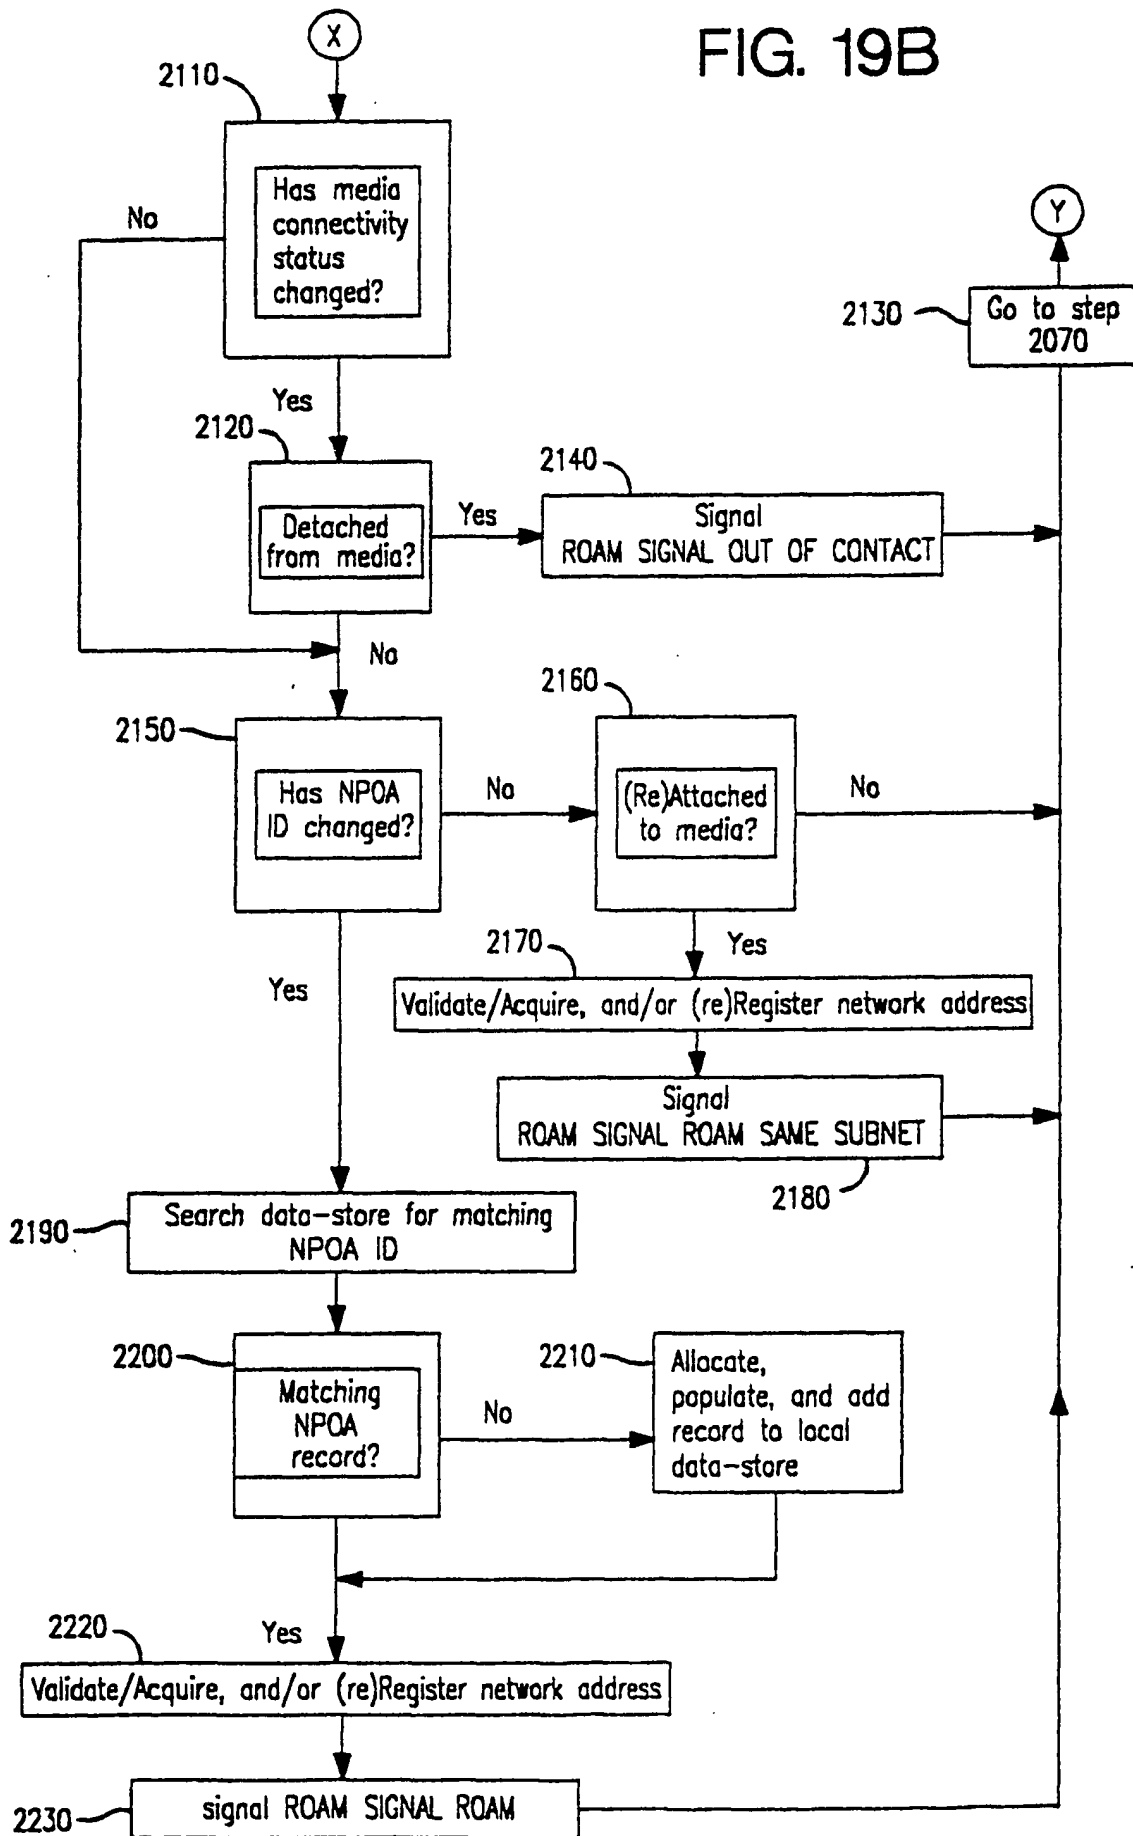 FIG. 19B
X
2110
Has media
connectivity
status
changed?
No
Yes
Y
2130
Go to step
2070
2120
Detached
from media?
Yes
No
2140
Signal
ROAM SIGNAL OUT OF CONTACT
2150
Has NPOA
ID changed?
No
Yes
2160
(Re)Attached
to media?
No
Yes
2170
Validate/Acquire, and/or (re)Register network address
Signal
ROAM SIGNAL ROAM SAME SUBNET
2180
2190
Search data-store for matching
NPOA ID
2200
Matching
NPOA
record?
No
2210
Allocate,
populate, and add
record to local
data-store
Yes
2220
Validate/Acquire, and/or (re)Register network address
2230
signal ROAM SIGNAL ROAM